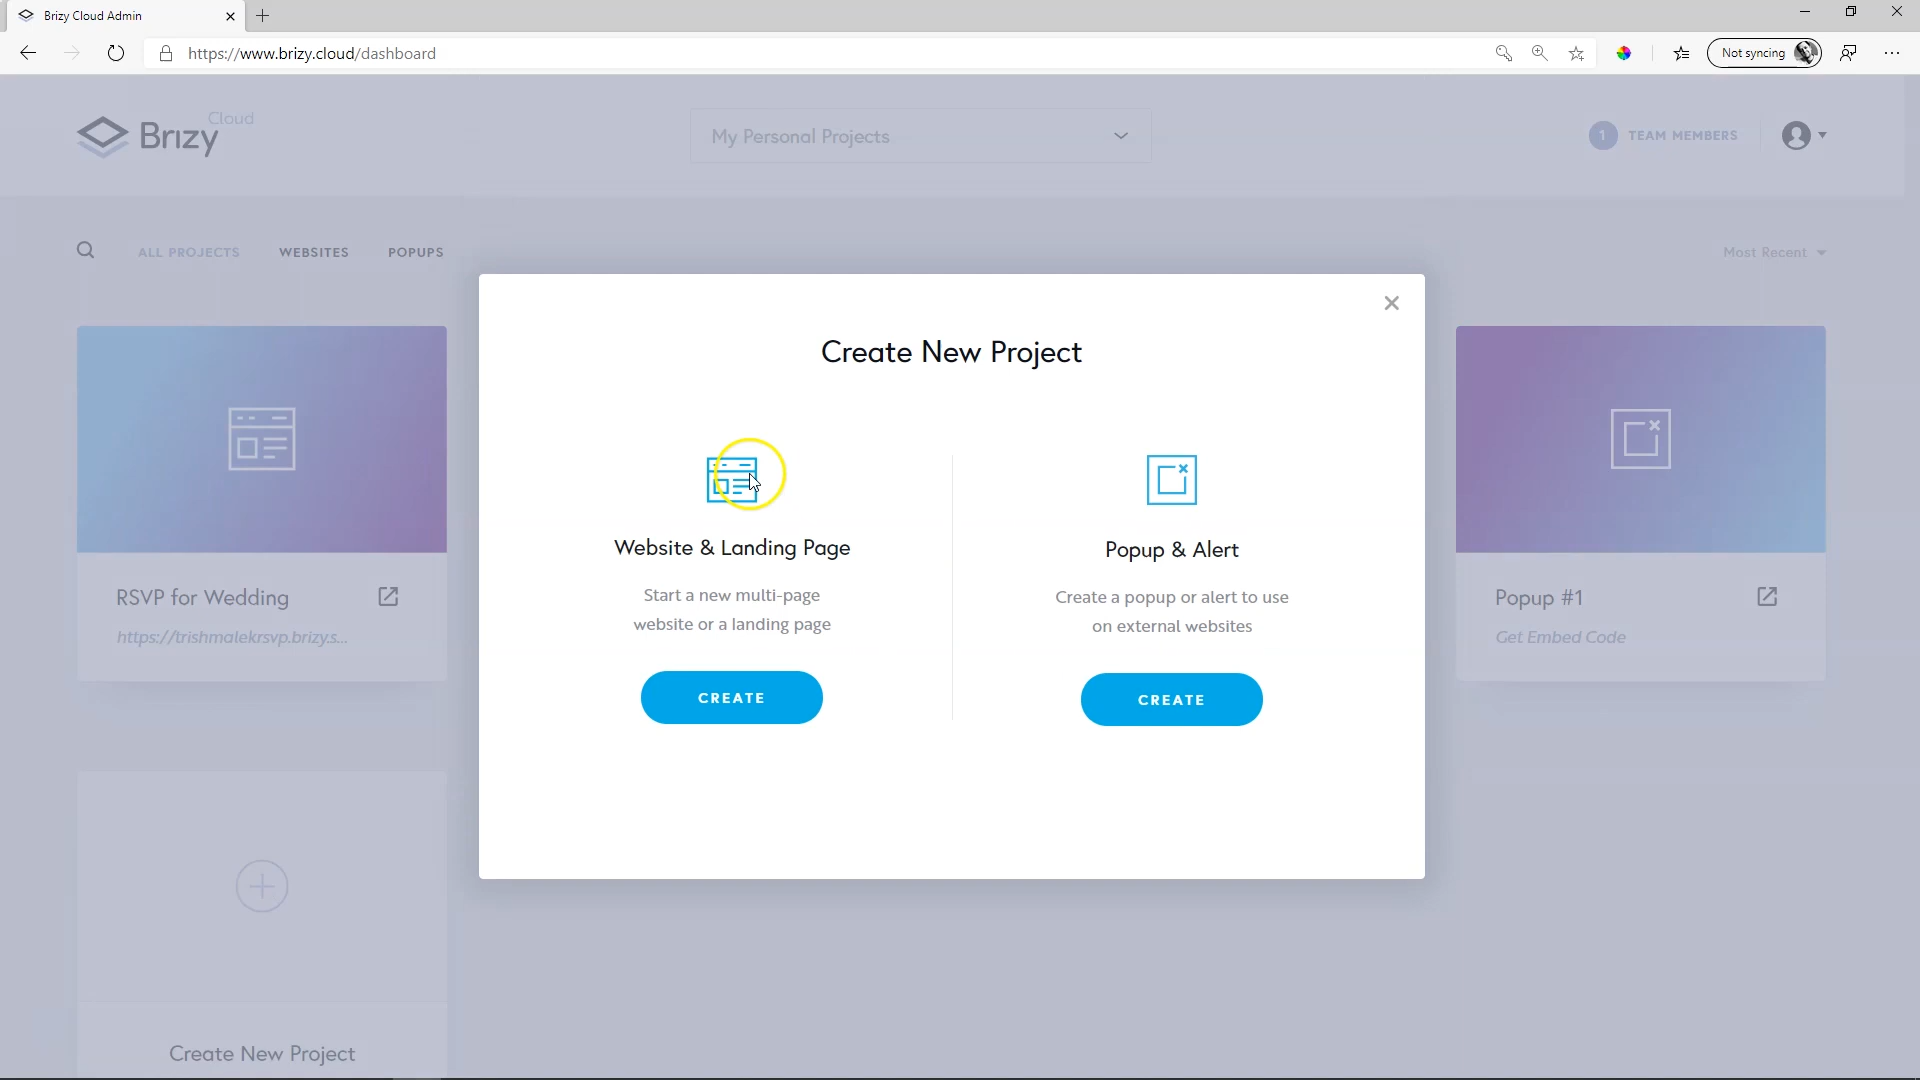 Brizy Cloud Admin
https://www.brizy.cloud/dashboard
Not syncing
Brizy Cloud
My Personal Projects
1 TEAM MEMBERS
ALL PROJECTS WEBSITES POPUPS
Most Recent
Create New Project
Website & Landing Page
Start a new multi-page
website or a landing page
CREATE
Popup & Alert
Create a popup or alert to use
on external websites
CREATE
RSVP for Wedding
https://trishmalekrsvp.brizy.s...
Popup #1
Get Embed Code
Create New Project